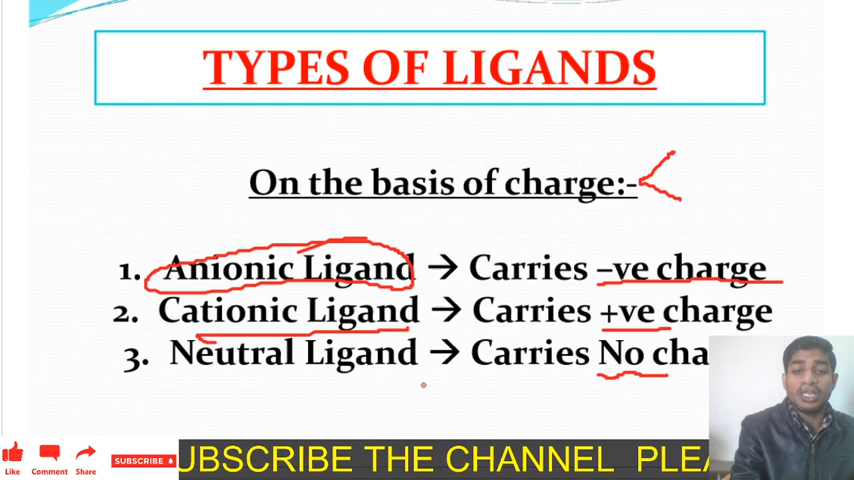 TYPES OF LIGANDS
On the basis of charge:-
1. Anionic Ligand → Carries –ve charge
2. Cationic Ligand → Carries +ve charge
3. Neutral Ligand → Carries No cha
Like Comment Share SUBSCRIBE
UBSCRIBE THE CHANNEL PLEA